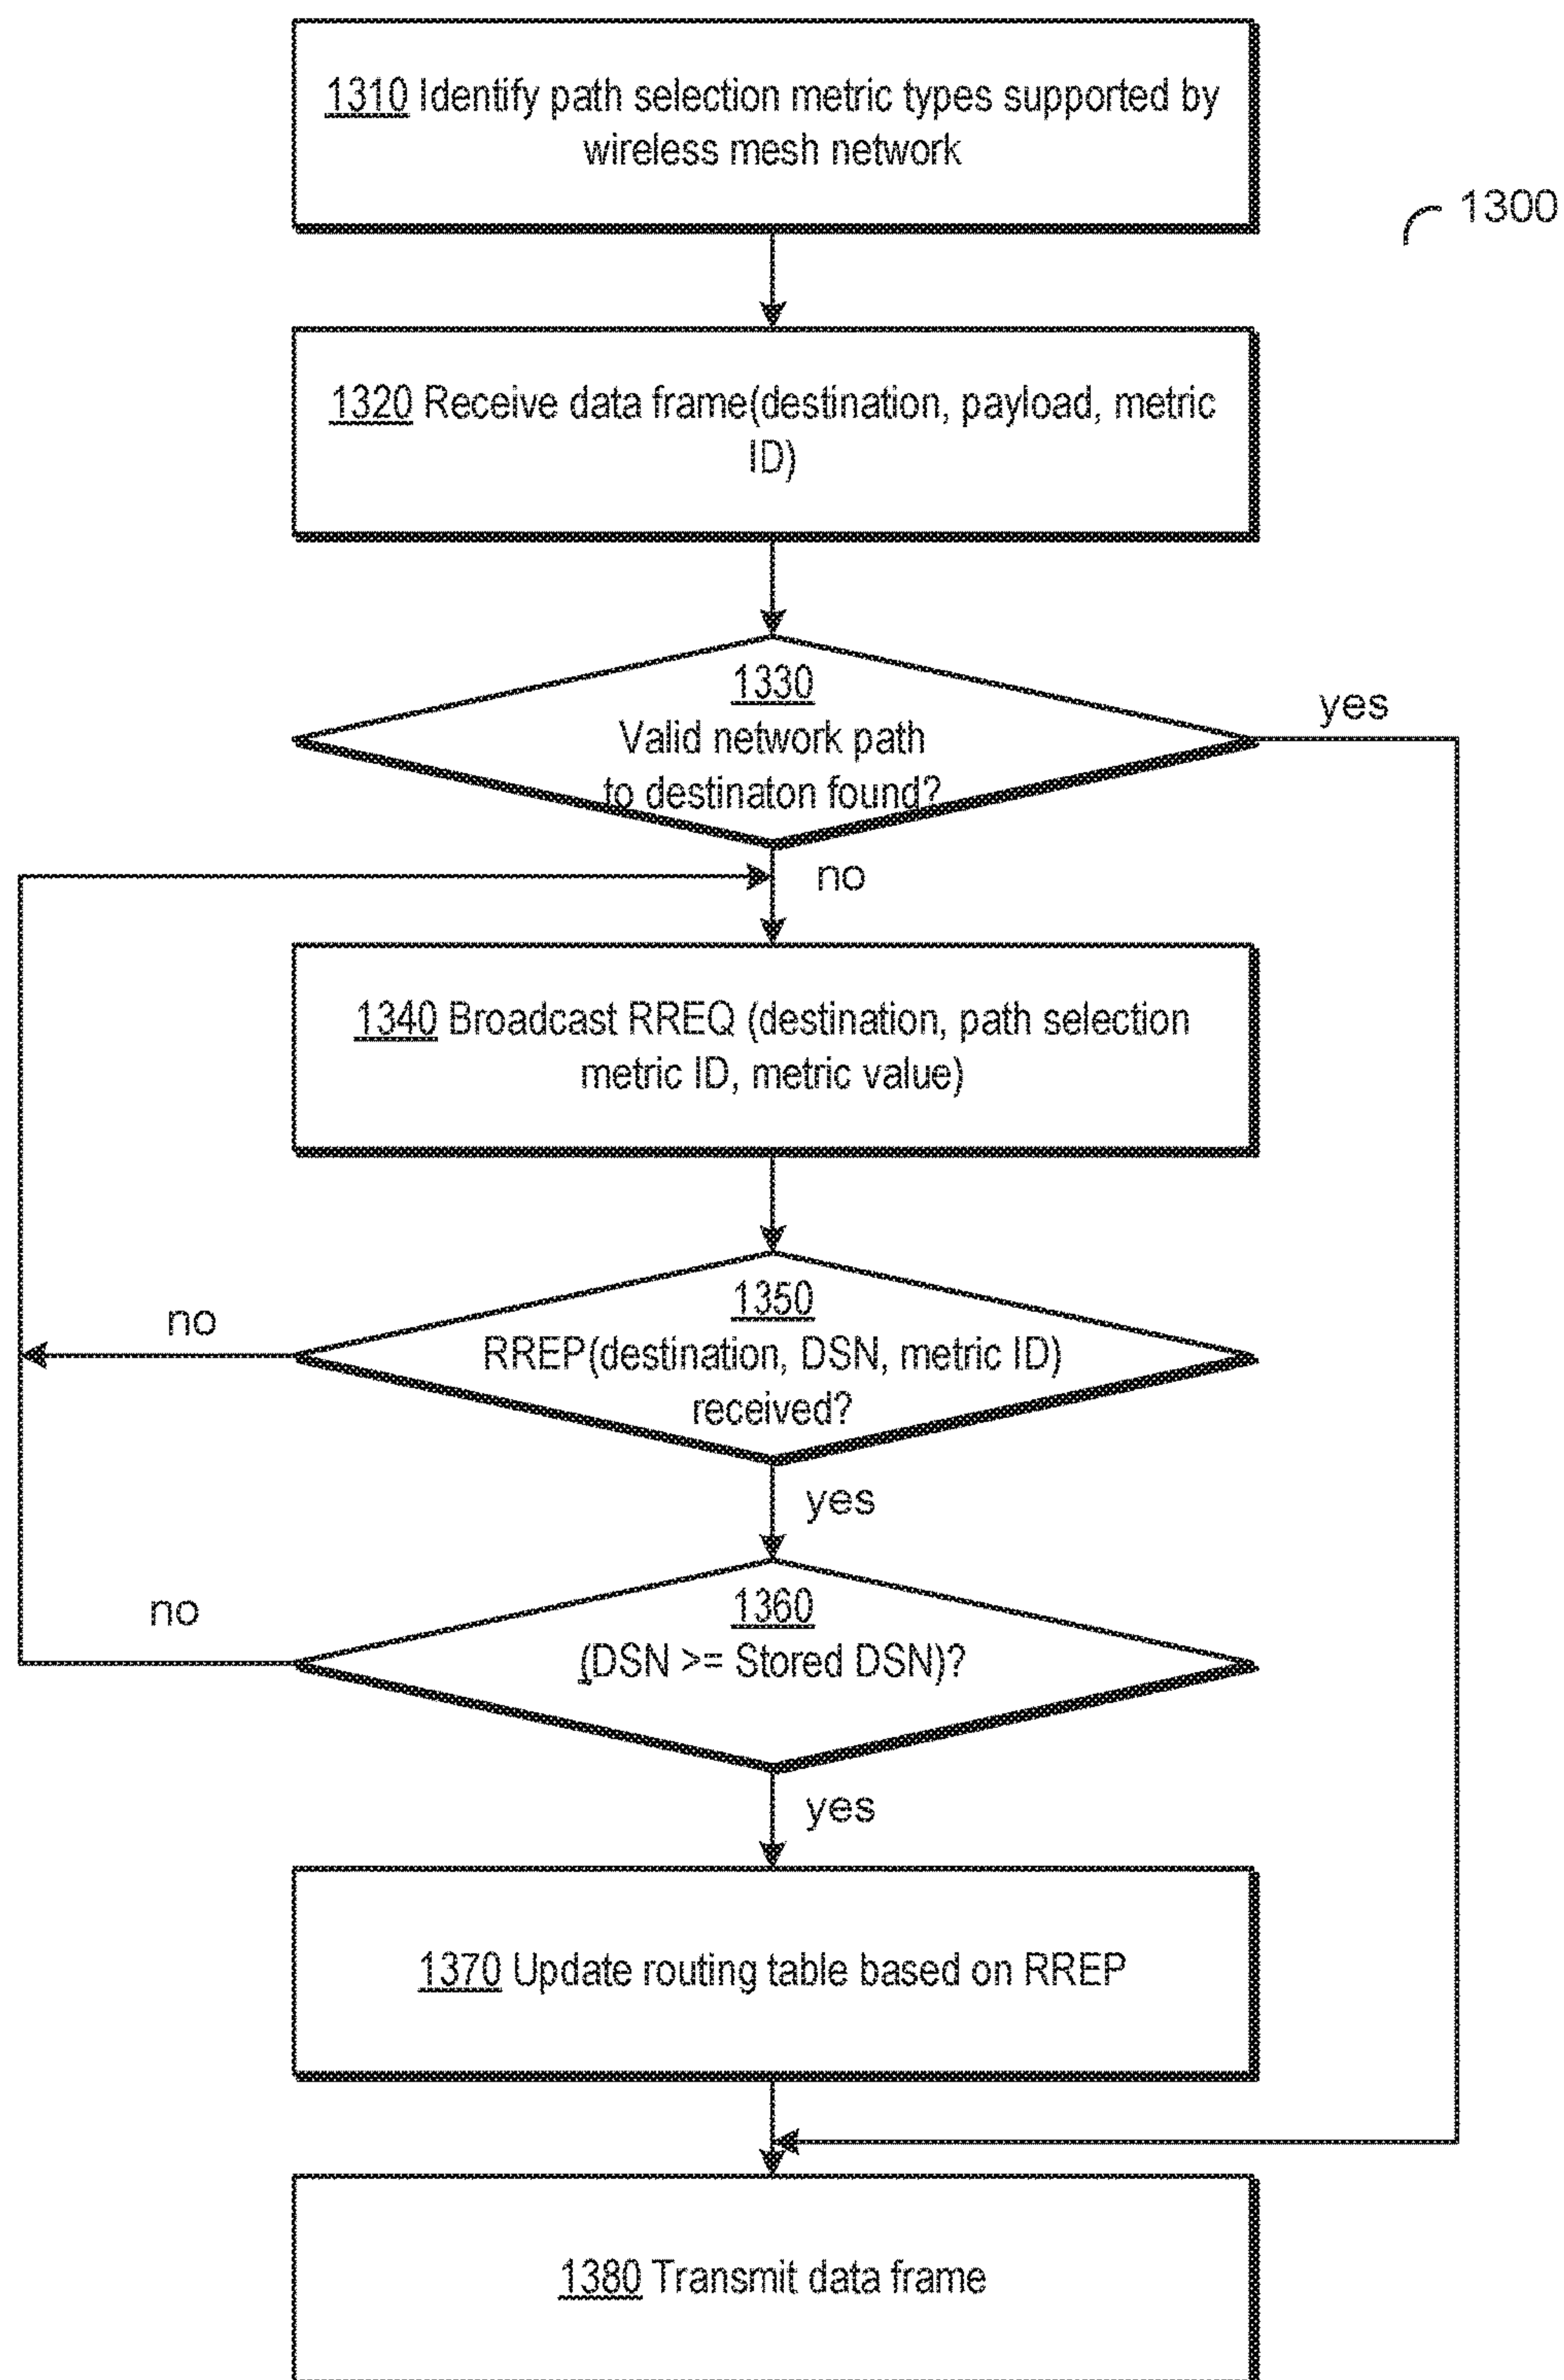 1310 Identify path selection metric types supported by
wireless mesh network
1300
1320 Receive data frame(destination, payload, metric
ID)
1330
Valid network path
to destinaton found?
yes
no
1340 Broadcast RREQ (destination, path selection
metric ID, metric value)
1350
RREP(destination, DSN, metric ID)
received?
no
yes
1360
(DSN >= Stored DSN)?
no
yes
1370 Update routing table based on RREP
1380 Transmit data frame